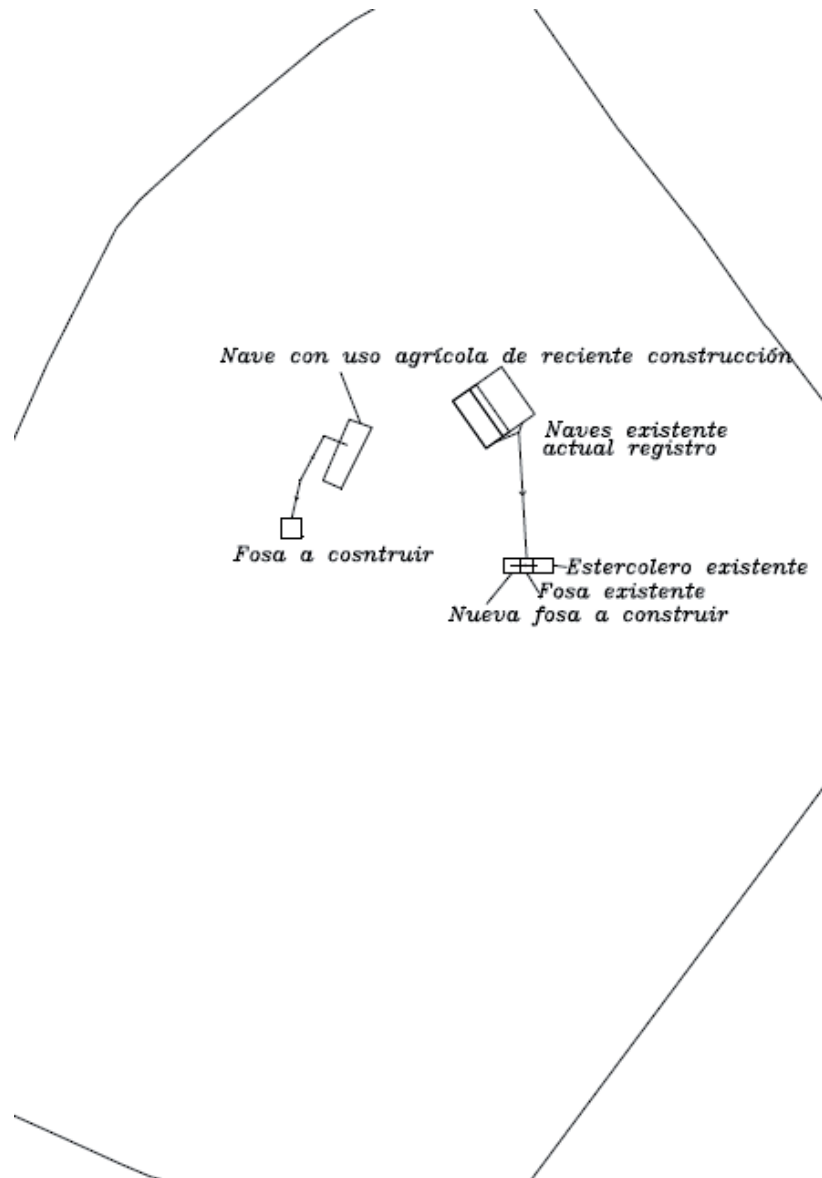 Nave con uso agrícola de reciente construcción
Naves existente
actual registro
Fosa a cosntruir
Estercolero existente
Fosa existente
Nueva fosa a construir